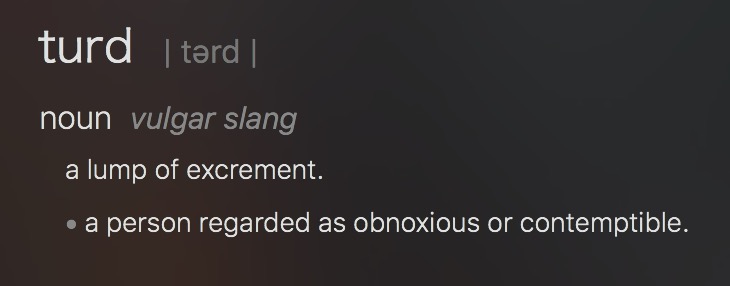 turd | tərd |
noun vulgar slang
a lump of excrement.
• a person regarded as obnoxious or contemptible.